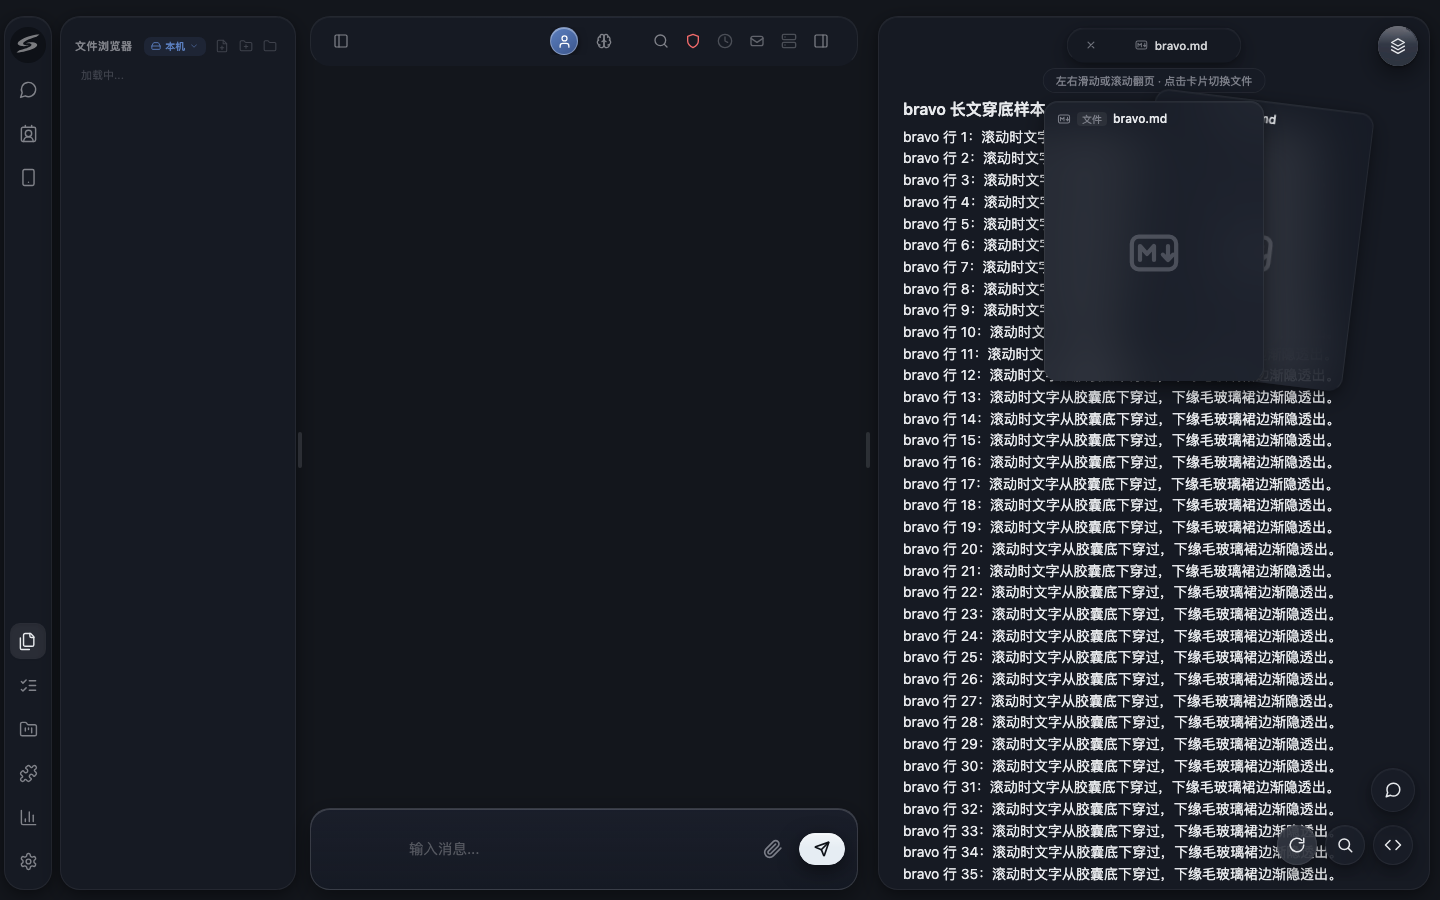 文件浏览器
本机
加载中...
输入消息...
bravo.md
左右滑动或滚动翻页 · 点击卡片切换文件
文件 bravo.md
md
bravo 长文穿底样本
bravo 行 1：滚动时文字
bravo 行 2：滚动时文字
bravo 行 3：滚动时文字
bravo 行 4：滚动时文字
bravo 行 5：滚动时文字
bravo 行 6：滚动时文字
bravo 行 7：滚动时文字
bravo 行 8：滚动时文字
bravo 行 9：滚动时文字
bravo 行 10：滚动时文
bravo 行 11：滚动时文
bravo 行 12：滚动时文字 渐隐透出。
bravo 行 13：滚动时文字从胶囊底下穿过，下缘毛玻璃裙边渐隐透出。
bravo 行 14：滚动时文字从胶囊底下穿过，下缘毛玻璃裙边渐隐透出。
bravo 行 15：滚动时文字从胶囊底下穿过，下缘毛玻璃裙边渐隐透出。
bravo 行 16：滚动时文字从胶囊底下穿过，下缘毛玻璃裙边渐隐透出。
bravo 行 17：滚动时文字从胶囊底下穿过，下缘毛玻璃裙边渐隐透出。
bravo 行 18：滚动时文字从胶囊底下穿过，下缘毛玻璃裙边渐隐透出。
bravo 行 19：滚动时文字从胶囊底下穿过，下缘毛玻璃裙边渐隐透出。
bravo 行 20：滚动时文字从胶囊底下穿过，下缘毛玻璃裙边渐隐透出。
bravo 行 21：滚动时文字从胶囊底下穿过，下缘毛玻璃裙边渐隐透出。
bravo 行 22：滚动时文字从胶囊底下穿过，下缘毛玻璃裙边渐隐透出。
bravo 行 23：滚动时文字从胶囊底下穿过，下缘毛玻璃裙边渐隐透出。
bravo 行 24：滚动时文字从胶囊底下穿过，下缘毛玻璃裙边渐隐透出。
bravo 行 25：滚动时文字从胶囊底下穿过，下缘毛玻璃裙边渐隐透出。
bravo 行 26：滚动时文字从胶囊底下穿过，下缘毛玻璃裙边渐隐透出。
bravo 行 27：滚动时文字从胶囊底下穿过，下缘毛玻璃裙边渐隐透出。
bravo 行 28：滚动时文字从胶囊底下穿过，下缘毛玻璃裙边渐隐透出。
bravo 行 29：滚动时文字从胶囊底下穿过，下缘毛玻璃裙边渐隐透出。
bravo 行 30：滚动时文字从胶囊底下穿过，下缘毛玻璃裙边渐隐透出。
bravo 行 31：滚动时文字从胶囊底下穿过，下缘毛玻璃裙边渐隐透出。
bravo 行 32：滚动时文字从胶囊底下穿过，下缘毛玻璃裙边渐隐透出。
bravo 行 33：滚动时文字从胶囊底下穿过，下缘毛玻璃裙边渐隐透出
bravo 行 34：滚动时文字从胶囊底下穿过，下缘毛玻璃裙边渐隐透出
bravo 行 35：滚动时文字从胶囊底下穿过，下缘毛玻璃裙边渐隐透出。